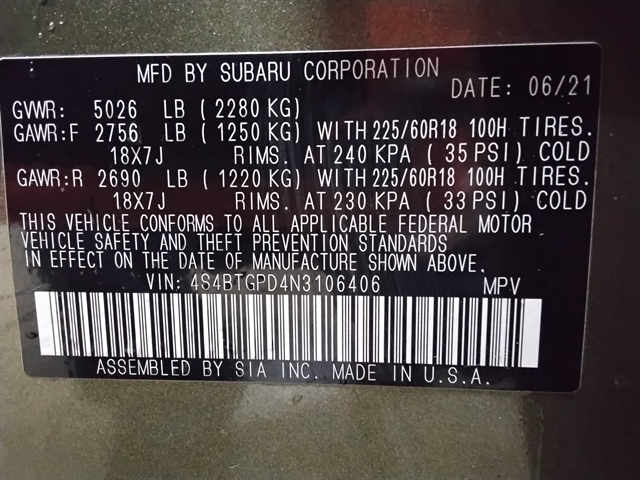 MFD BY SUBARU CORPORATION
DATE: 06/21
GVWR: 5026 LB ( 2280 KG)
GAWR:F 2756 LB ( 1250 KG) WITH 225/60R18 100H TIRES.
18X7J RIMS. AT 240 KPA ( 35 PSI) COLD
GAWR:R 2690 LB ( 1220 KG) WITH 225/60R18 100H TIRES.
18X7J RIMS. AT 230 KPA ( 33 PSI) COLD
THIS VEHICLE CONFORMS TO ALL APPLICABLE FEDERAL MOTOR
VEHICLE SAFETY AND THEFT PREVENTION STANDARDS
IN EFFECT ON THE DATE OF MANUFACTURE SHOWN ABOVE.
VIN: 4S4BTGPD4N3106406 MPV
ASSEMBLED BY SIA INC. MADE IN U.S.A.